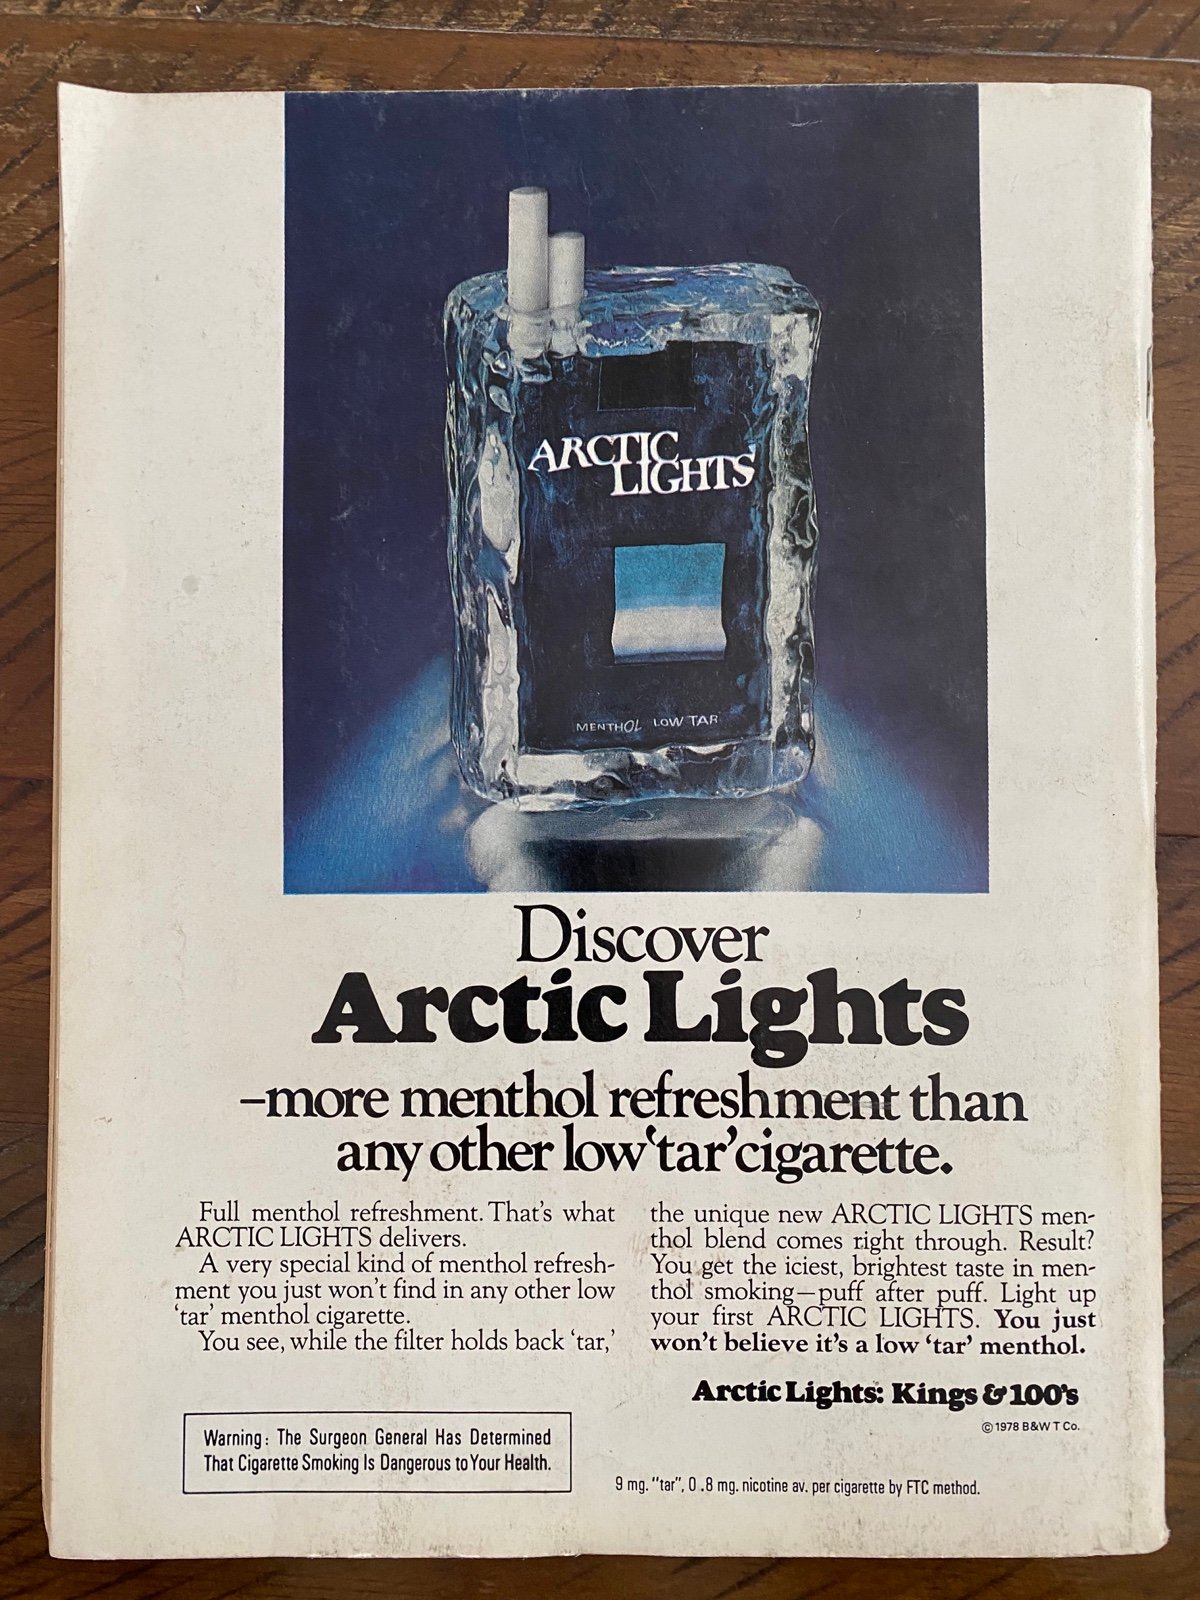 ARCTIC
LIGHTS
MENTHOL LOW TAR
Discover
Arctic Lights
–more menthol refreshment than
any other low ‘tar’ cigarette.
Full menthol refreshment. That’s what
ARCTIC LIGHTS delivers.
A very special kind of menthol refresh-
ment you just won’t find in any other low
‘tar’ menthol cigarette.
You see, while the filter holds back ‘tar,’
the unique new ARCTIC LIGHTS men-
thol blend comes right through. Result?
You get the iciest, brightest taste in men-
thol smoking—puff after puff. Light up
your first ARCTIC LIGHTS. You just
won’t believe it’s a low ‘tar’ menthol.
Arctic Lights: Kings & 100’s
© 1978 B&W T Co.
Warning: The Surgeon General Has Determined
That Cigarette Smoking Is Dangerous to Your Health.
9 mg. "tar", 0.8 mg. nicotine av. per cigarette by FTC method.